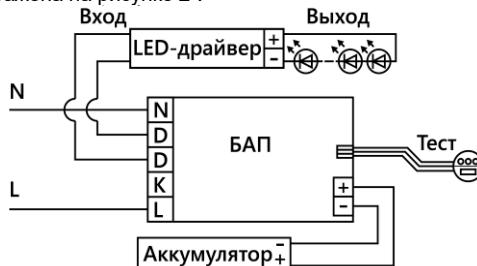 Вход
Выход
LED-драйвер
+
-
N
N
D
БАП
Тест
D
K
+
L
L
-
Аккумулятор
-
+